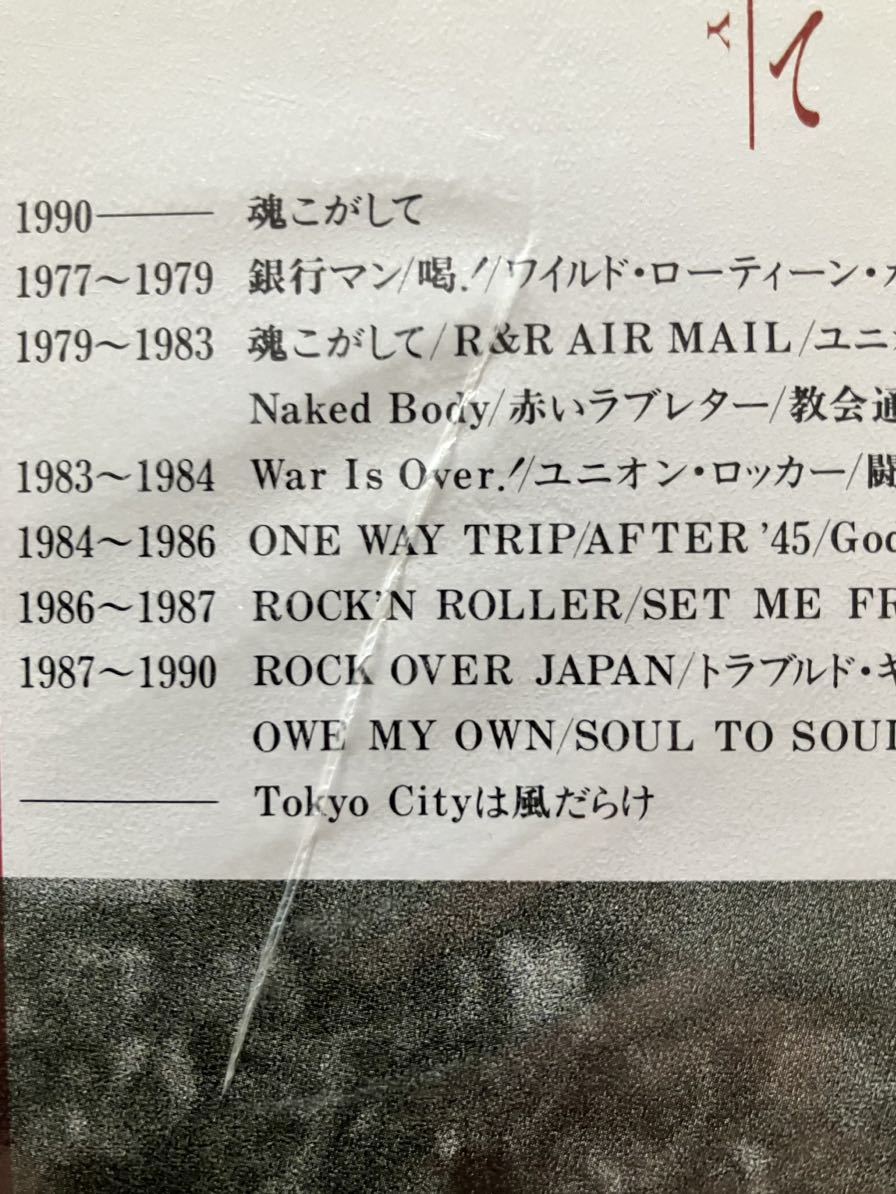 Y て
1990―― 魂こがして
1977～1979 銀行マン/喝.!/ワイルド・ローティーン・
1979～1983 魂こがして/R&R AIR MAIL/ユニ
Naked Body/赤いラブレター/教会通
1983～1984 War Is Over.!/ユニオン・ロッカー/闘
1984～1986 ONE WAY TRIP/AFTER '45/God
1986～1987 ROCK'N ROLLER/SET ME FR
1987～1990 ROCK OVER JAPAN/トラブルド・キ
OWE MY OWN/SOUL TO SOUL
―― Tokyo Cityは風だらけ